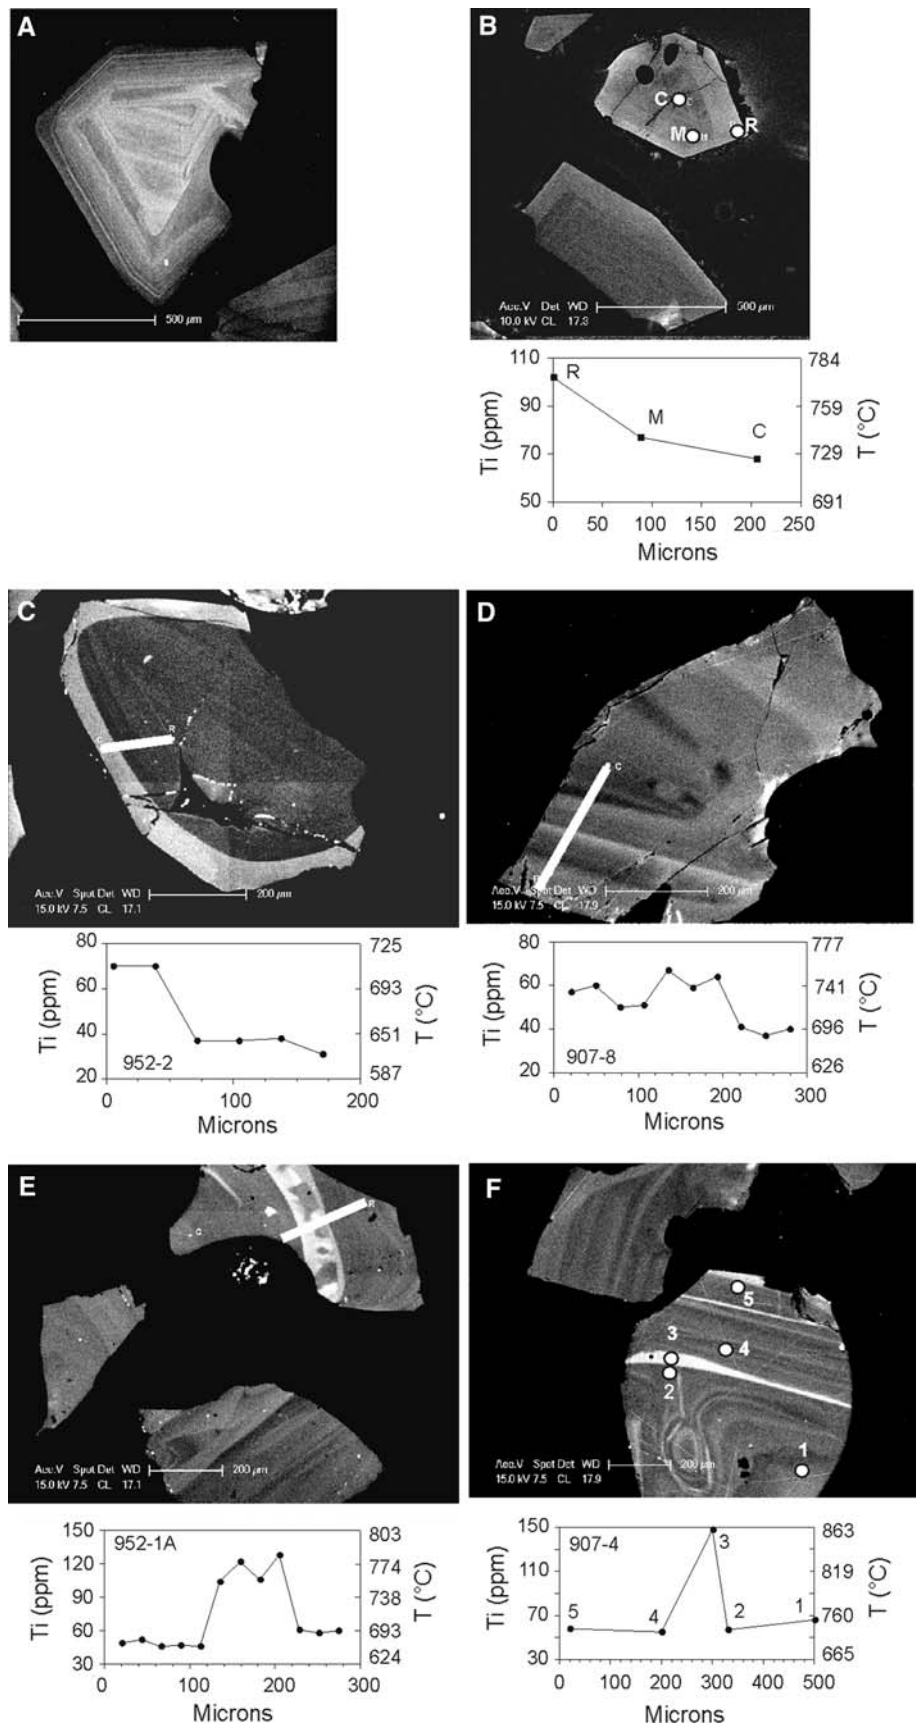 A
500 µm
B
C
M
R
Acc.V Det WD
10.0 kV CL 17.3
500 µm
110
90
70
50
Ti (ppm)
R
M
C
784
759
729
691
T (°C)
0 50 100 150 200 250
Microns
C
C
R
Acc.V Spot Det WD
15.0 kV 7.5 CL 17.1
200 µm
80
60
40
20
Ti (ppm)
952-2
725
693
651
587
T (°C)
0 100 200
Microns
D
C
R
Acc.V Spot Det WD
15.0 kV 7.5 CL 17.9
200 µm
80
60
40
20
Ti (ppm)
907-8
777
741
696
626
T (°C)
0 100 200 300
Microns
E
C
R
Acc.V Spot Det WD
15.0 kV 7.5 CL 17.1
200 µm
150
120
90
60
30
Ti (ppm)
952-1A
803
774
738
693
624
T (°C)
0 100 200 300
Microns
F
5
3
4
2
1
Acc.V Spot Det WD
15.0 kV 7.5 CL 17.9
200 µm
150
110
70
30
Ti (ppm)
907-4
5
4
3
2
1
863
819
760
665
T (°C)
0 100 200 300 400 500
Microns